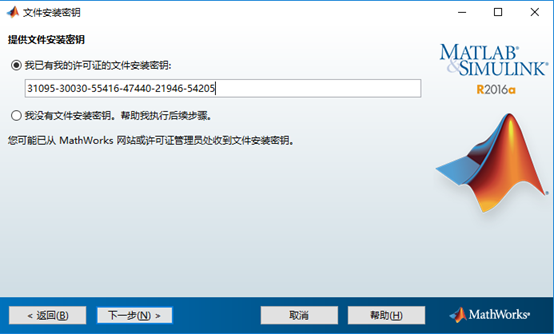 文件安装密钥
提供文件安装密钥
我已有我的许可证的文件安装密钥:
31095-30030-55416-47440-21946-54205
我没有文件安装密钥。帮助我执行后续步骤。
您可能已从 MathWorks 网站或许可证管理员处收到文件安装密钥。
MATLAB
&SIMULINK®
R2016a
< 返回(B)
下一步(N) >
取消
帮助(H)
MathWorks®